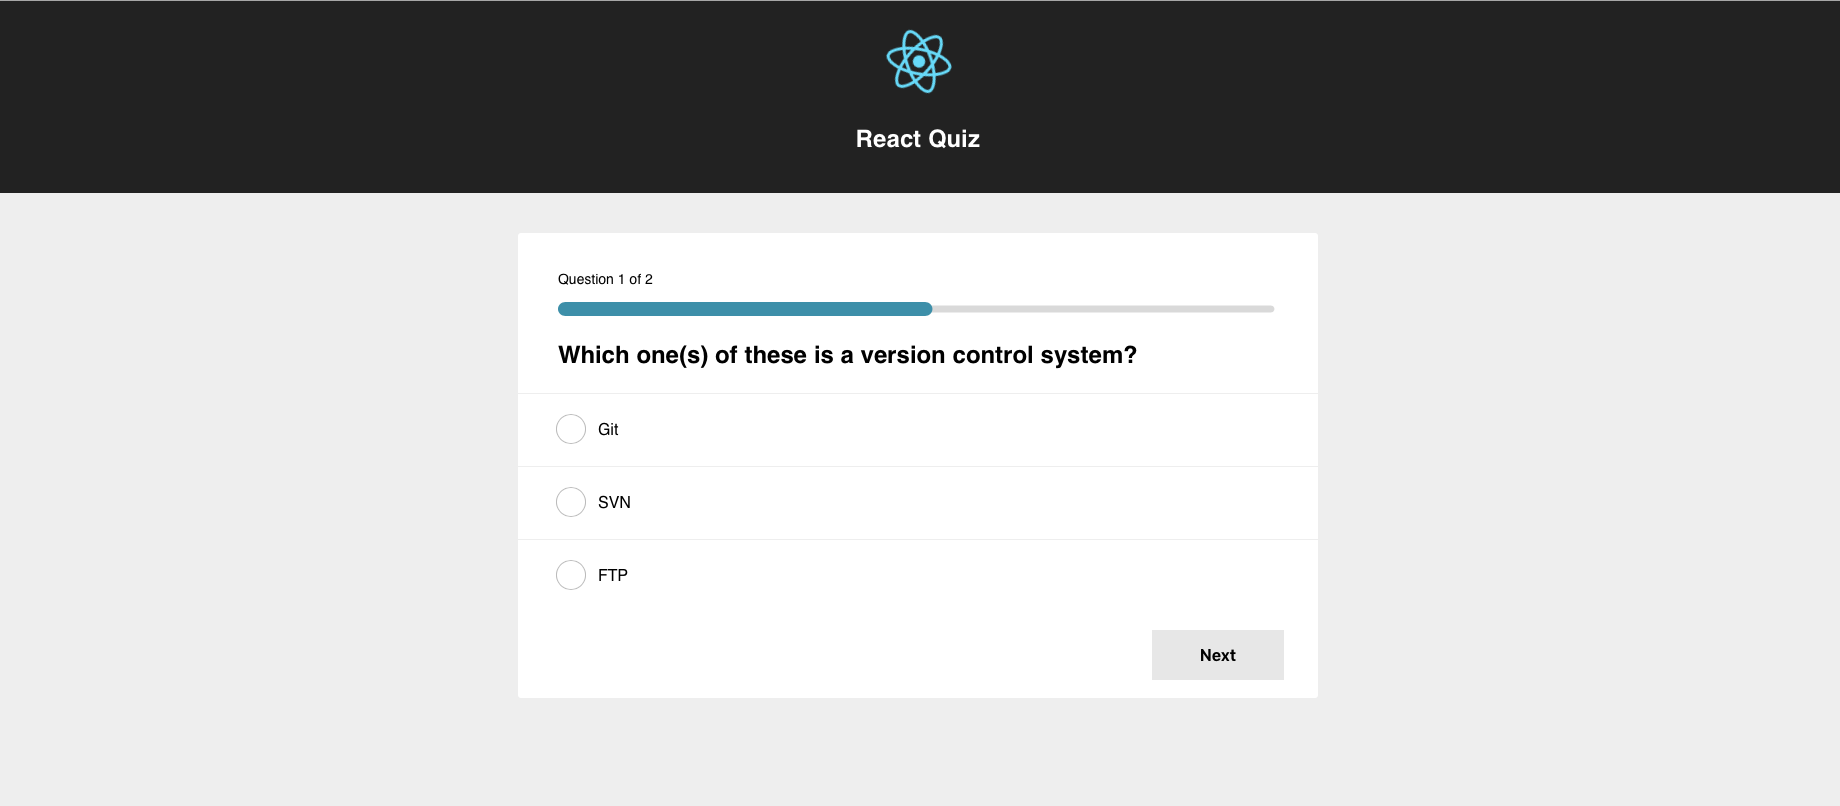 React Quiz
Question 1 of 2
Which one(s) of these is a version control system?
Git
SVN
FTP
Next